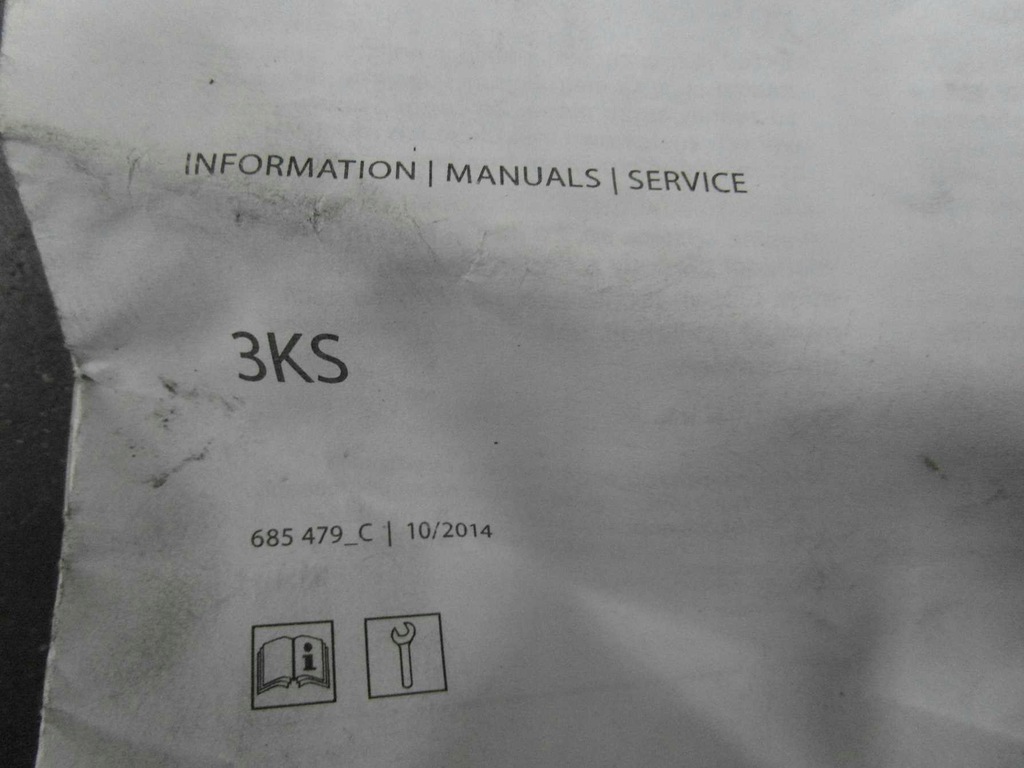 INFORMATION | MANUALS | SERVICE
3KS
685 479_C | 10/2014
i